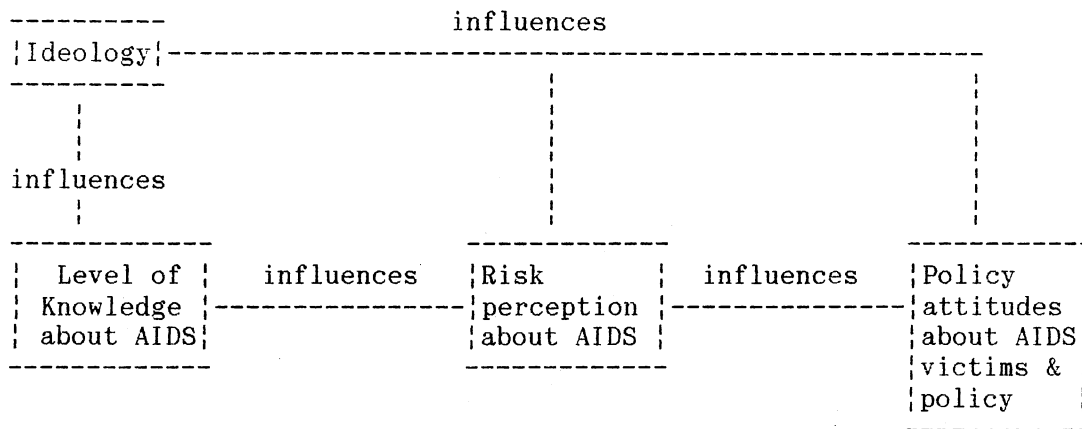 influences
Ideology
influences
Level of
Knowledge
about AIDS
influences
Risk
perception
about AIDS
influences
Policy
attitudes
about AIDS
victims &
policy